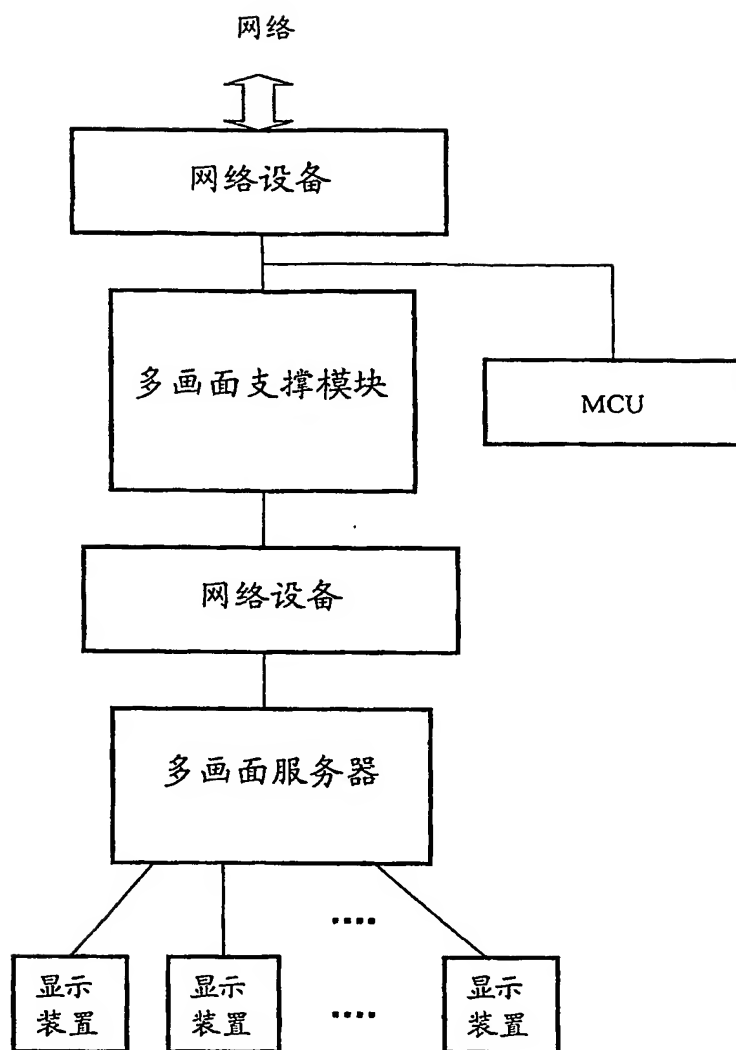 网络
网络设备
多画面支撑模块
MCU
网络设备
多画面服务器
....
显示 显示 显示
装置 装置 .... 装置